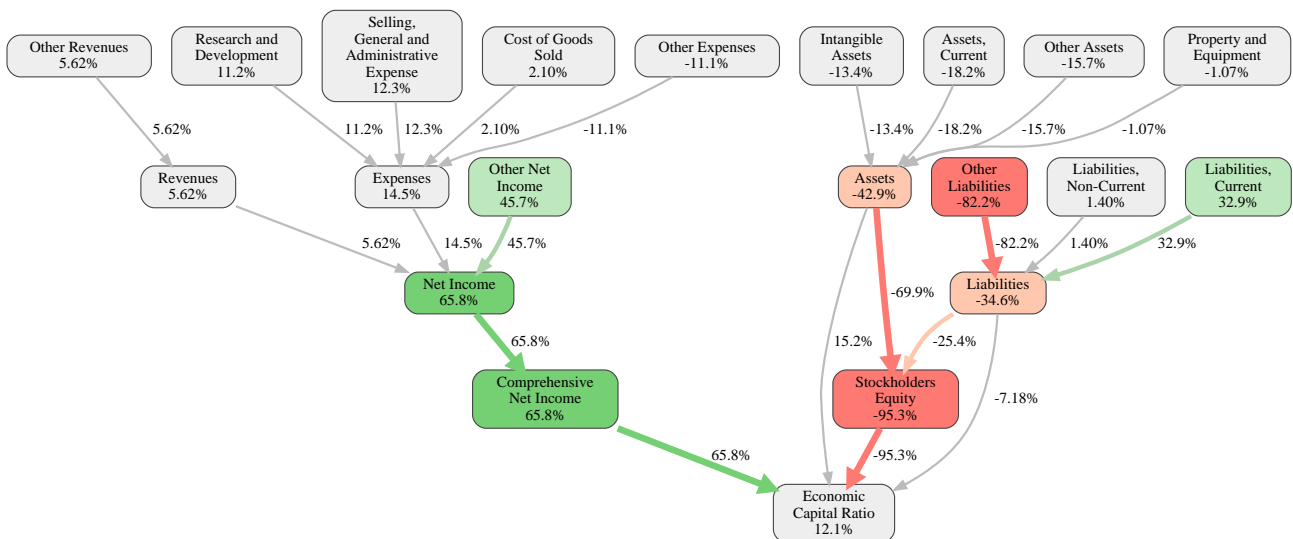 Other Revenues
5.62%
Research and
Development
11.2%
Selling,
General and
Administrative
Expense
12.3%
Cost of Goods
Sold
2.10%
Other Expenses
-11.1%
Intangible
Assets
-13.4%
Assets,
Current
-18.2%
Other Assets
-15.7%
Property and
Equipment
-1.07%
5.62%
11.2%
12.3%
2.10%
-11.1%
-13.4%
-18.2%
-15.7%
-1.07%
Revenues
5.62%
Expenses
14.5%
Other Net
Income
45.7%
Assets
-42.9%
Other
Liabilities
-82.2%
Liabilities,
Non-Current
1.40%
Liabilities,
Current
32.9%
5.62%
14.5%
45.7%
-82.2%
1.40%
32.9%
Net Income
65.8%
-69.9%
Liabilities
-34.6%
65.8%
15.2%
-25.4%
Comprehensive
Net Income
65.8%
Stockholders
Equity
-95.3%
-7.18%
65.8%
-95.3%
Economic
Capital Ratio
12.1%